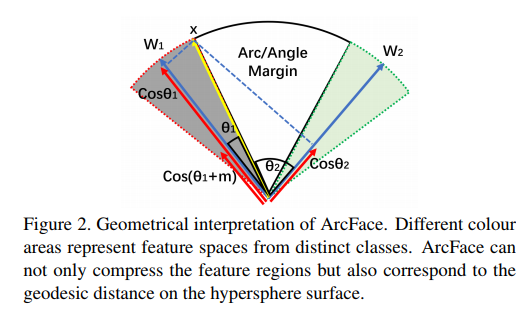 x
W1
W2
Arc/Angle
Margin
Cosθ1
θ1
Cos(θ1+m)
θ2
Cosθ2
Figure 2. Geometrical interpretation of ArcFace. Different colour
areas represent feature spaces from distinct classes. ArcFace can
not only compress the feature regions but also correspond to the
geodesic distance on the hypersphere surface.